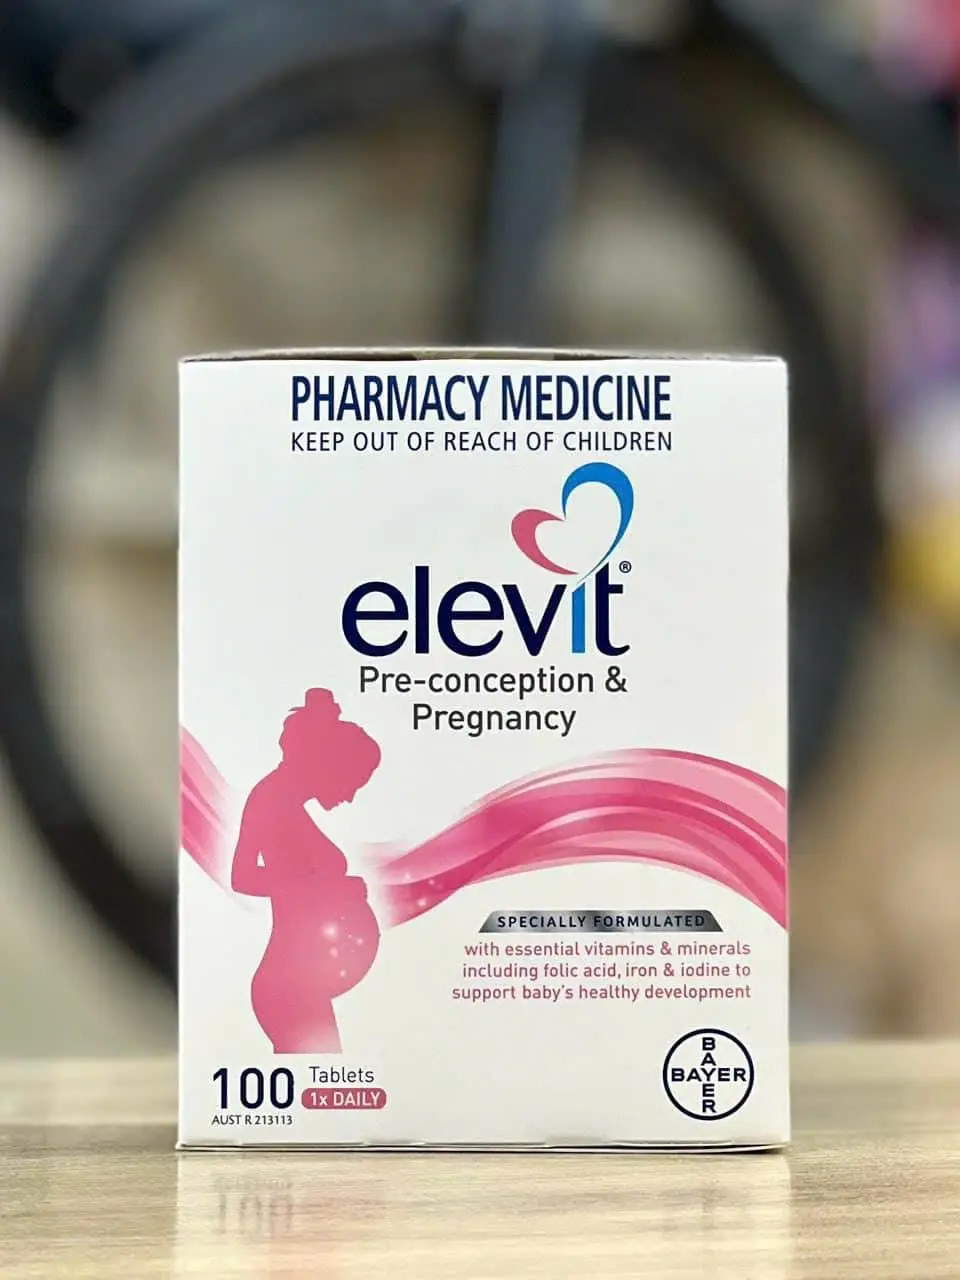 PHARMACY MEDICINE
KEEP OUT OF REACH OF CHILDREN
elevit®
Pre-conception &
Pregnancy
SPECIALLY FORMULATED
with essential vitamins & minerals
including folic acid, iron & iodine to
support baby's healthy development
100 Tablets
1x DAILY
AUST R 213113
BAYER
BAYER